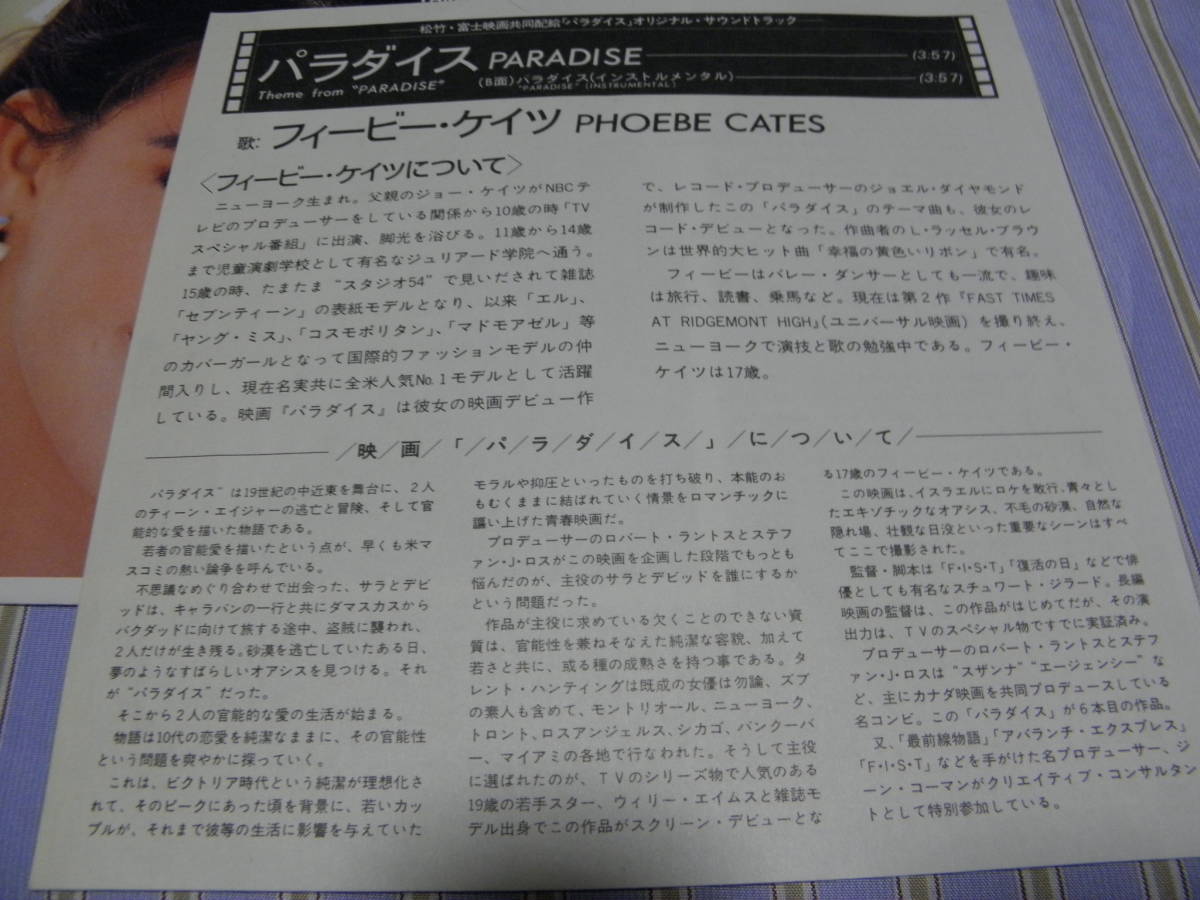 松竹・富士映画共同配給「パラダイス」オリジナル・サウンドトラック
パラダイス PARADISE (3:57)
Theme from "PARADISE"
(B面)パラダイス(インストルメンタル) (3:57)
"PARADISE" (INSTRUMENTAL)
歌: フィービー・ケイツ PHOEBE CATES
〈フィービー・ケイツについて〉
ニューヨーク生まれ。父親のジョー・ケイツがNBCテ
レビのプロデューサーをしている関係から10歳の時「TV
スペシャル番組」に出演、脚光を浴びる。11歳から14歳
まで児童演劇学校として有名なジュリアード学院へ通う。
15歳の時、たまたま“スタジオ54”で見いだされて雑誌
「セブンティーン」の表紙モデルとなり、以来「エル」、
「ヤング・ミス」、「コスモポリタン」、「マドモアゼル」等
のカバーガールとなって国際的ファッションモデルの仲
間入りし、現在名実共に全米人気No.1モデルとして活躍
している。映画『パラダイス』は彼女の映画デビュー作
で、レコード・プロデューサーのジョエル・ダイヤモンド
が制作したこの「パラダイス」のテーマ曲も、彼女のレ
コード・デビューとなった。作曲者のL・ラッセル・ブラウ
ンは世界的大ヒット曲「幸福の黄色いリボン」で有名。
フィービーはバレー・ダンサーとしても一流で、趣味
は旅行、読書、乗馬など。現在は第2作『FAST TIMES
AT RIDGEMONT HIGH』(ユニバーサル映画)を撮り終え、
ニューヨークで演技と歌の勉強中である。フィービー・
ケイツは17歳。
/映/画/「/パ/ラ/ダ/イ/ス/」/に/つ/い/て/
“パラダイス”は19世紀の中近東を舞台に、2人
のティーン・エイジャーの逃亡と冒険、そして官
能的な愛を描いた物語である。
若者の官能愛を描いたという点が、早くも米マ
スコミの熱い論争を呼んでいる。
不思議なめぐり合わせで出会った、サラとデビ
ッドは、キャラバンの一行と共にダマスカスから
バクダッドに向けて旅する途中、盗賊に襲われ、
2人だけが生き残る。砂漠を逃亡していたある日、
夢のようなすばらしいオアシスを見つける。それ
が“パラダイス”だった。
そこから2人の官能的な愛の生活が始まる。
物語は10代の恋愛を純潔なままに、その官能性
という問題を爽やかに探っていく。
これは、ビクトリア時代という純潔が理想化さ
れて、そのピークにあった頃を背景に、若いカッ
プルが、それまで彼等の生活に影響を与えていた
モラルや抑圧といったものを打ち破り、本能のお
もむくままに結ばれていく情景をロマンチックに
謳い上げた青春映画だ。
プロデューサーのロバート・ラントスとステフ
ァン・J・ロスがこの映画を企画した段階でもっとも
悩んだのが、主役のサラとデビッドを誰にするか
という問題だった。
作品が主役に求めている欠くことのできない資
質は、官能性を兼ねそなえた純潔な容貌、加えて
若さと共に、或る種の成熟さを持つ事である。タ
レント・ハンティングは既成の女優は勿論、ズブ
の素人も含めて、モントリオール、ニューヨーク、
トロント、ロスアンジェルス、シカゴ、バンクーバ
ー、マイアミの各地で行なわれた。そうして主役
に選ばれたのが、TVのシリーズ物で人気のある
19歳の若手スター、ウィリー・エイムスと雑誌モ
デル出身でこの作品がスクリーン・デビューとな
る17歳のフィービー・ケイツである。
この映画は、イスラエルにロケを敢行。青々とし
たエキゾチックなオアシス、不毛の砂漠、自然な
隠れ場、壮観な日没といった重要なシーンはすべ
てここで撮影された。
監督・脚本は「F・I・S・T」「復活の日」などで俳
優としても有名なスチュワート・ジラード。長編
映画の監督は、この作品がはじめてだが、その演
出力は、TVのスペシャル物ですでに実証済み。
プロデューサーのロバート・ラントスとステフ
ァン・J・ロスは“スザンナ”“エージェンシー”な
ど、主にカナダ映画を共同プロデュースしている
名コンビ。この「パラダイス」が6本目の作品。
又、「最前線物語」「アバランチ・エクスプレス」
「F・I・S・T」などを手がけた名プロデューサー、ジ
ーン・コーマンがクリエイティブ・コンサルタン
トとして特別参加している。